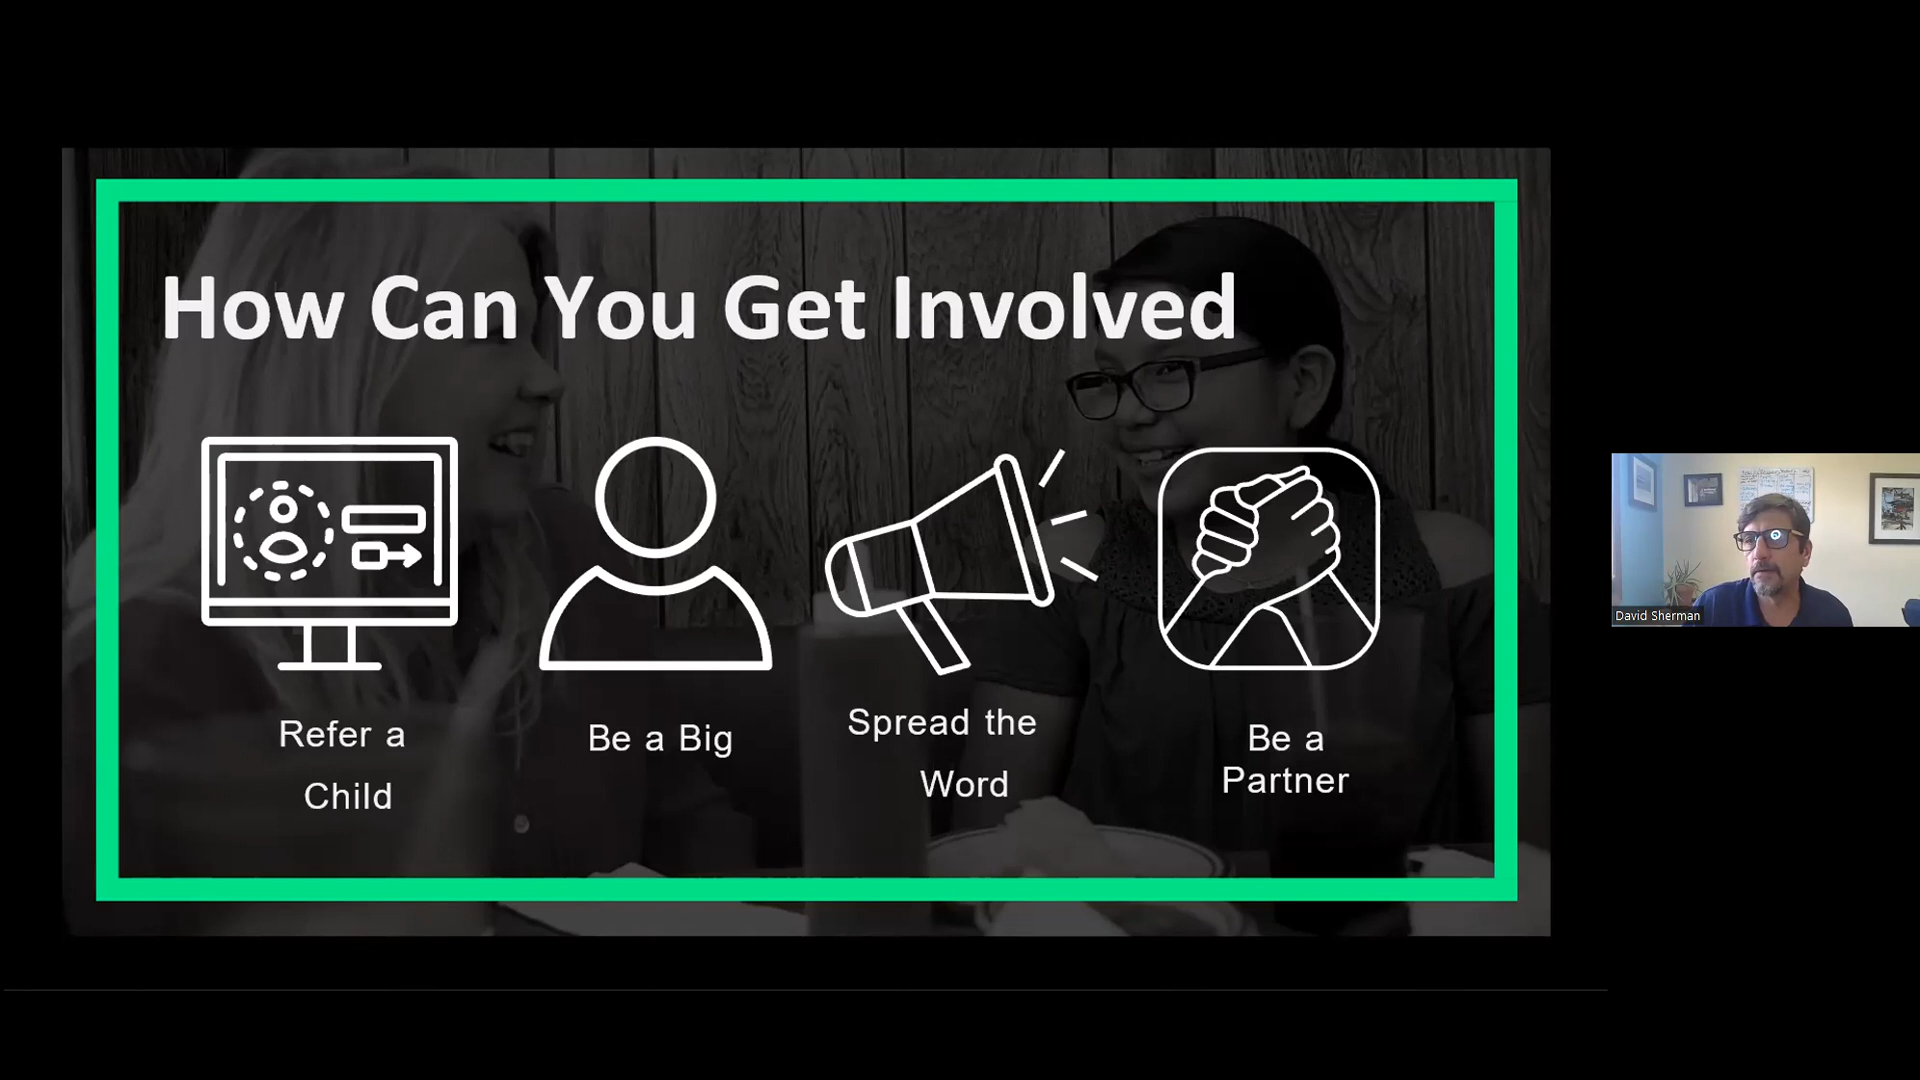 How Can You Get Involved
Refer a
Child
Be a Big
Spread the
Word
Be a
Partner
David Sherman